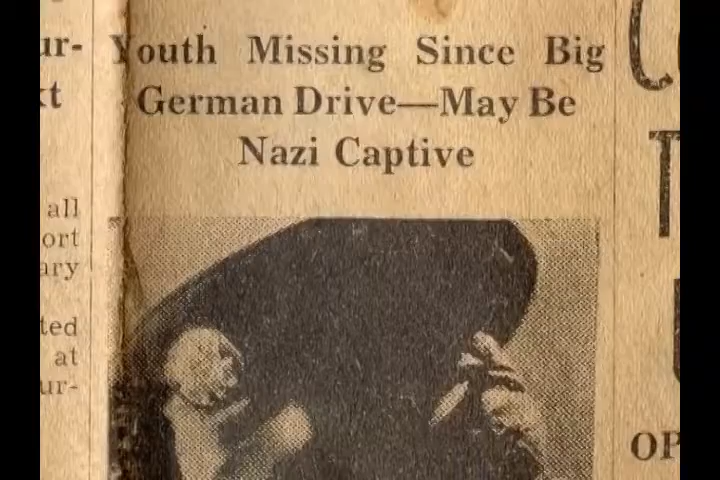 ur-
xt
Youth Missing Since Big
German Drive—May Be
Nazi Captive
all
ort
ary
ted
at
ur-
T
OP